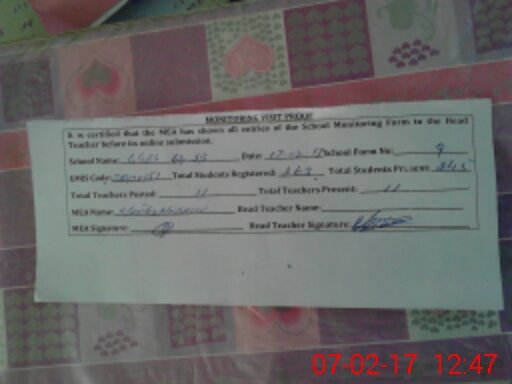 MONITORING VISIT PROOF
It is certified that the MEA has shown all entries of the School Monitoring Form to the Head
Teacher before its online submission.
School Name: Date: 07-02-17 School Form No: 9
EMIS Code: Total Students Registered: Total Students Present: 245
Total Teachers Posted: 11 Total Teachers Present: 11
MEA Name: Head Teacher Name:
MEA Signature: Head Teacher Signature:
07-02-17 12:47